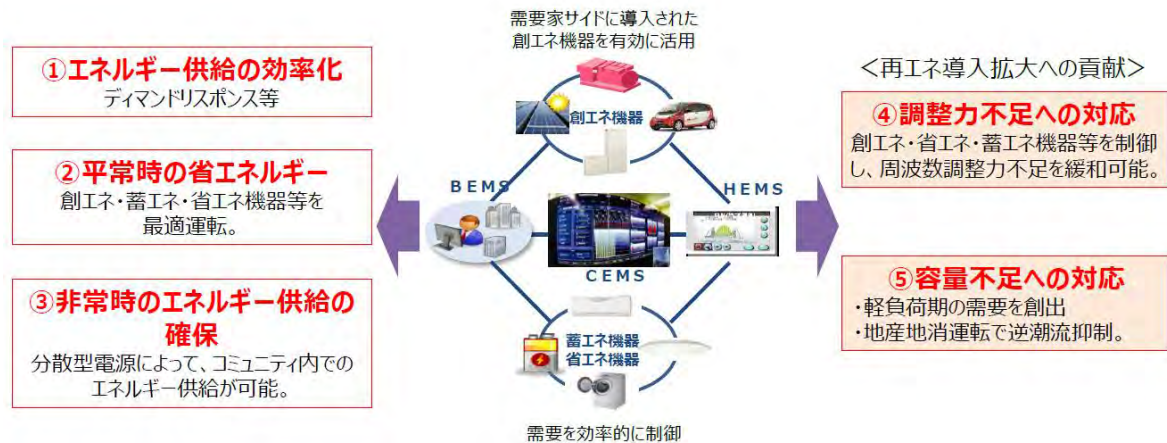 需要家サイドに導入された
創エネ機器を有効に活用
①エネルギー供給の効率化
ディマンドリスポンス等
②平常時の省エネルギー
創エネ・蓄エネ・省エネ機器等を
最適運転。
③非常時のエネルギー供給の
確保
分散型電源によって、コミュニティ内での
エネルギー供給が可能。
創エネ機器
BEMS
HEMS
CEMS
蓄エネ機器
省エネ機器
需要を効率的に制御
<再エネ導入拡大への貢献>
④調整力不足への対応
創エネ・省エネ・蓄エネ機器等を制御
し、周波数調整力不足を緩和可能。
⑤容量不足への対応
・軽負荷期の需要を創出
・地産地消運転で逆潮流抑制。